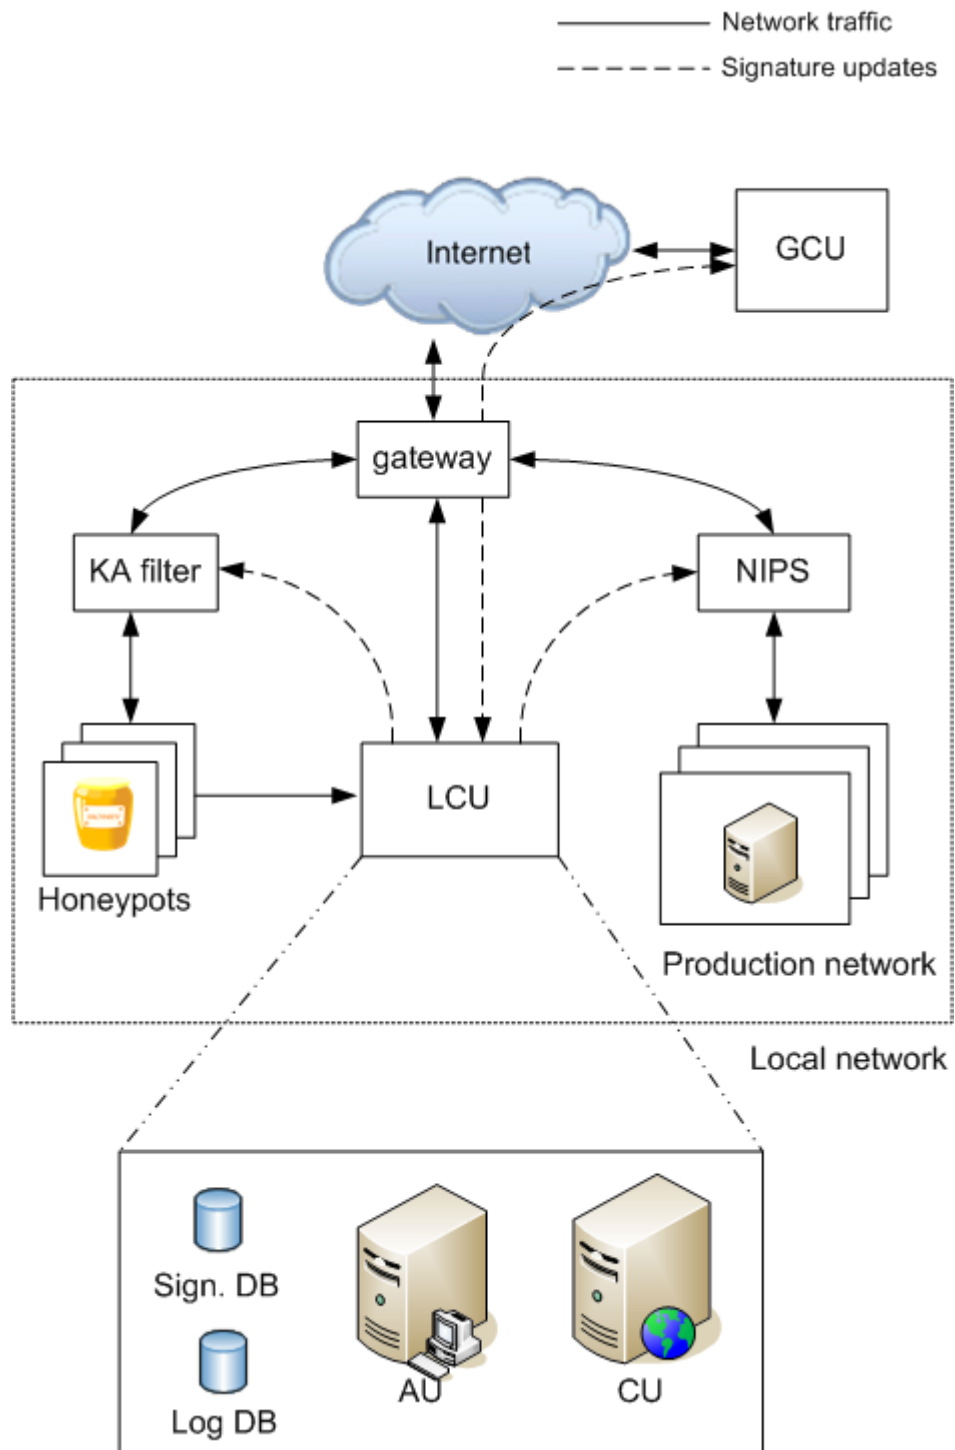 Network traffic
Signature updates
Internet
GCU
gateway
KA filter
NIPS
LCU
Honeypots
Production network
Local network
Sign. DB
Log DB
AU
CU